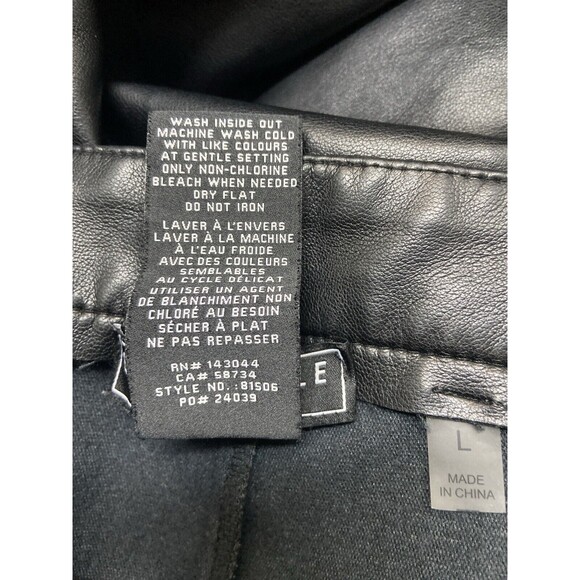 WASH INSIDE OUT
MACHINE WASH COLD
WITH LIKE COLOURS
AT GENTLE SETTING
ONLY NON-CHLORINE
BLEACH WHEN NEEDED
DRY FLAT
DO NOT IRON
LAVER À L'ENVERS
LAVER À LA MACHINE
À L'EAU FROIDE
AVEC DES COULEURS
SEMBLABLES
AU CYCLE DÉLICAT
UTILISER UN AGENT
DE BLANCHIMENT NON
CHLORÉ AU BESOIN
SÉCHER À PLAT
NE PAS REPASSER
RN# 143044
CA# 58734
STYLE NO.:81506
PO# 24039
LE
L
MADE
IN CHINA